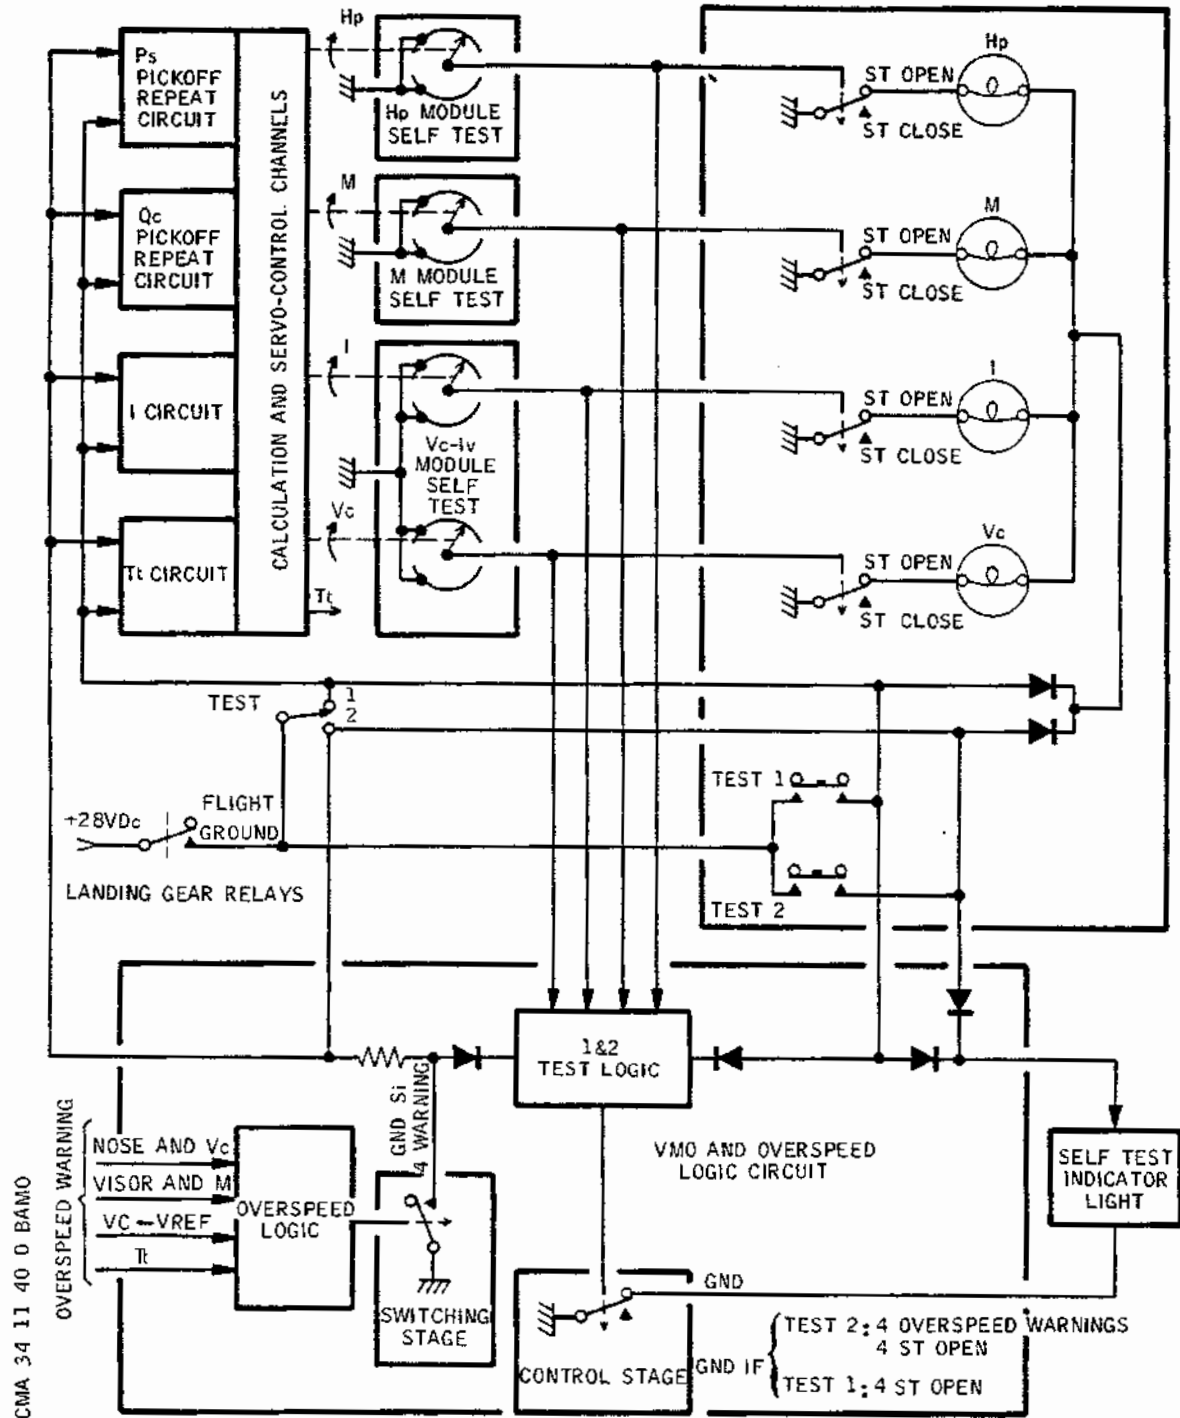 Hp
Ps
PICKOFF
REPEAT
CIRCUIT
Hp MODULE
SELF TEST
Hp
ST OPEN
ST CLOSE
CALCULATION AND SERVO-CONTROL CHANNELS
M
Qc
PICKOFF
REPEAT
CIRCUIT
M MODULE
SELF TEST
M
ST OPEN
ST CLOSE
I
I CIRCUIT
Vc-Iv
MODULE
SELF
TEST
I
ST OPEN
ST CLOSE
Vc
Tt CIRCUIT
Tt
Vc
ST OPEN
ST CLOSE
TEST
1
2
TEST 1
FLIGHT
+28VDc
GROUND
LANDING GEAR RELAYS
TEST 2
1&2
TEST LOGIC
GND Si
4 WARNING
VMO AND OVERSPEED
LOGIC CIRCUIT
SELF TEST
INDICATOR
LIGHT
OVERSPEED WARNING
NOSE AND Vc
VISOR AND M
VC - VREF
Tt
OVERSPEED
LOGIC
SWITCHING
STAGE
GND
CONTROL STAGE
GND IF
TEST 2: 4 OVERSPEED WARNINGS
4 ST OPEN
TEST 1: 4 ST OPEN
CMA 34 11 40 0 BAMO